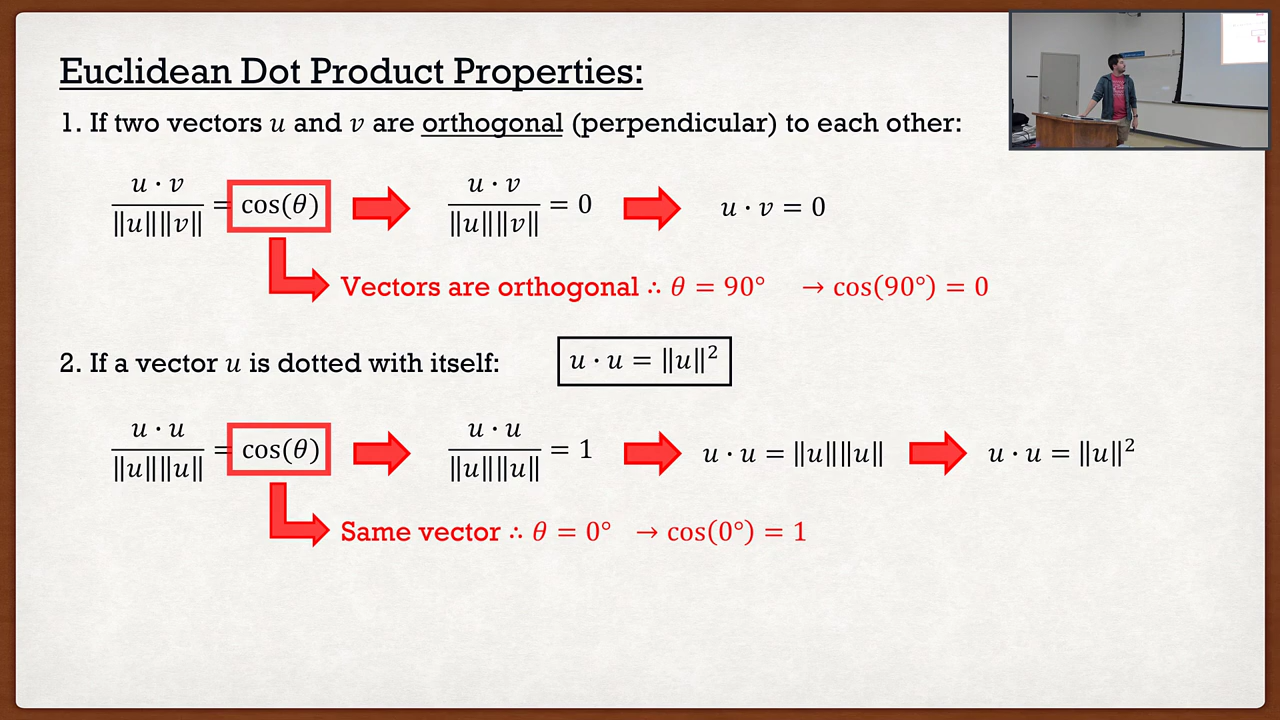 Euclidean Dot Product Properties:
1. If two vectors u and v are orthogonal (perpendicular) to each other:
u · v / ‖u‖‖v‖ = cos(θ) u · v / ‖u‖‖v‖ = 0 u · v = 0
Vectors are orthogonal ∴ θ = 90° → cos(90°) = 0
2. If a vector u is dotted with itself: u · u = ‖u‖²
u · u / ‖u‖‖u‖ = cos(θ) u · u / ‖u‖‖u‖ = 1 u · u = ‖u‖‖u‖ u · u = ‖u‖²
Same vector ∴ θ = 0° → cos(0°) = 1